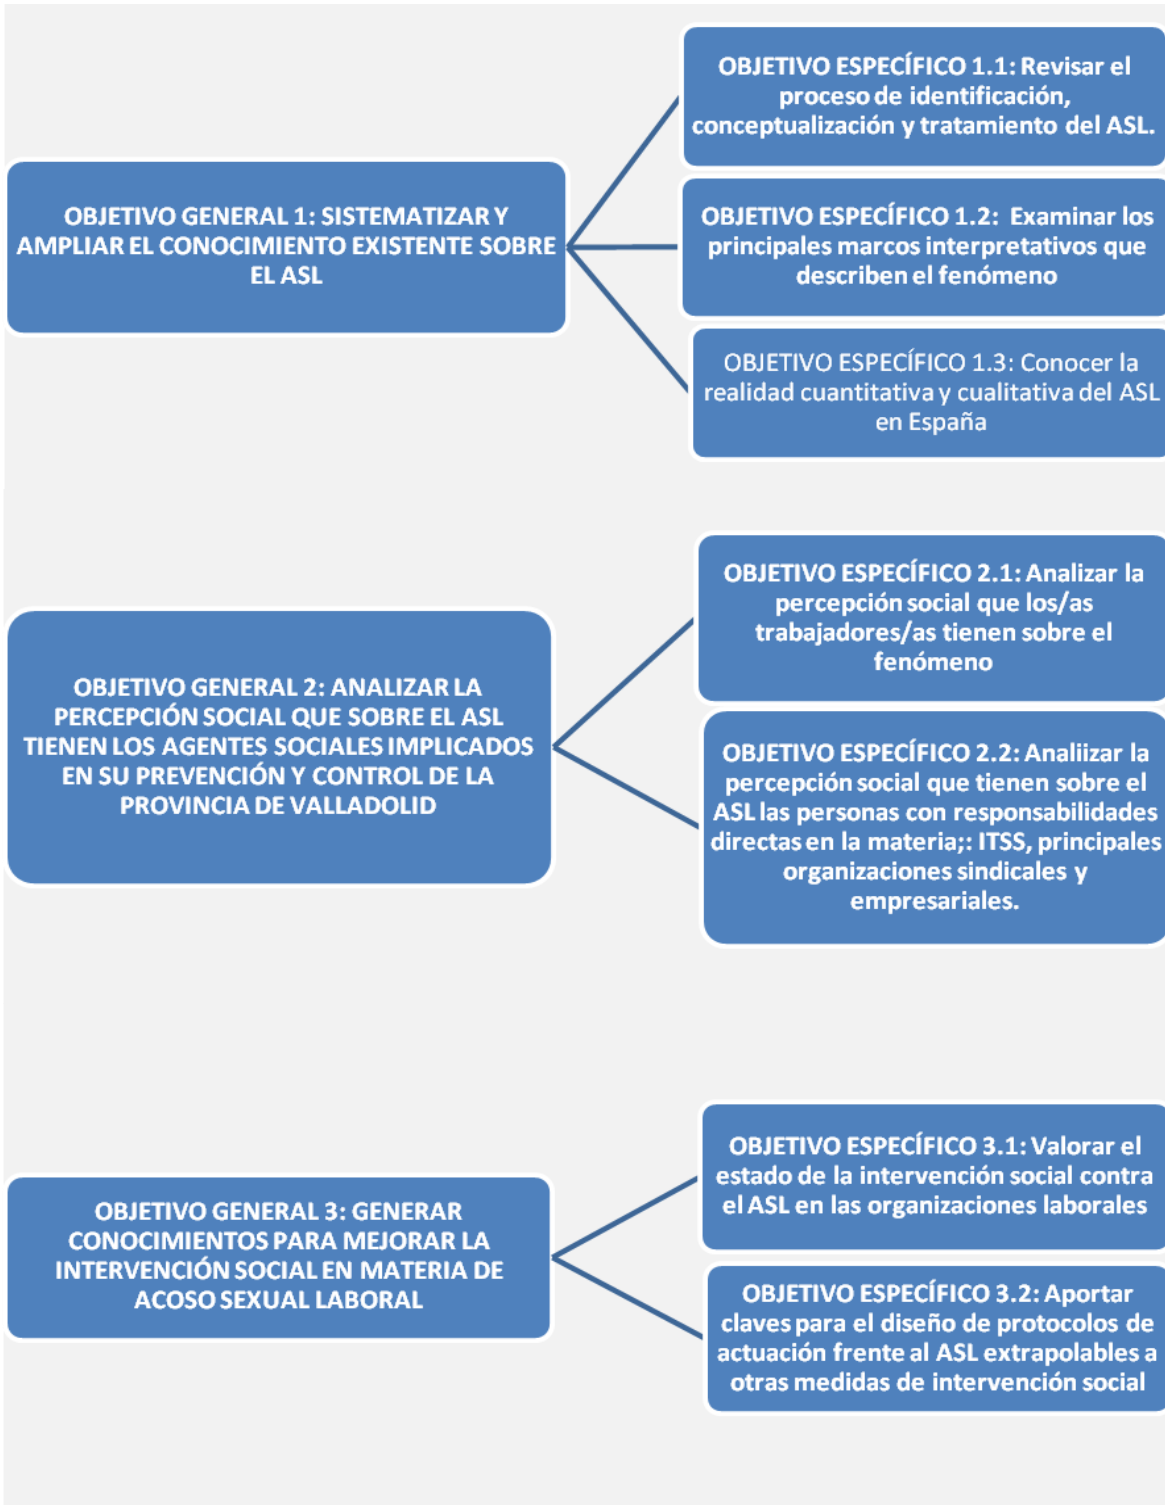 OBJETIVO GENERAL 1: SISTEMATIZAR Y
AMPLIAR EL CONOCIMIENTO EXISTENTE SOBRE
EL ASL
OBJETIVO ESPECÍFICO 1.1: Revisar el
proceso de identificación,
conceptualización y tratamiento del ASL.
OBJETIVO ESPECÍFICO 1.2: Examinar los
principales marcos interpretativos que
describen el fenómeno
OBJETIVO ESPECÍFICO 1.3: Conocer la
realidad cuantitativa y cualitativa del ASL
en España
OBJETIVO GENERAL 2: ANALIZAR LA
PERCEPCIÓN SOCIAL QUE SOBRE EL ASL
TIENEN LOS AGENTES SOCIALES IMPLICADOS
EN SU PREVENCIÓN Y CONTROL DE LA
PROVINCIA DE VALLADOLID
OBJETIVO ESPECÍFICO 2.1: Analizar la
percepción social que los/as
trabajadores/as tienen sobre el
fenómeno
OBJETIVO ESPECÍFICO 2.2: Analiizar la
percepción social que tienen sobre el
ASL las personas con responsabilidades
directas en la materia;: ITSS, principales
organizaciones sindicales y
empresariales.
OBJETIVO GENERAL 3: GENERAR
CONOCIMIENTOS PARA MEJORAR LA
INTERVENCIÓN SOCIAL EN MATERIA DE
ACOSO SEXUAL LABORAL
OBJETIVO ESPECÍFICO 3.1: Valorar el
estado de la intervención social contra
el ASL en las organizaciones laborales
OBJETIVO ESPECÍFICO 3.2: Aportar
claves para el diseño de protocolos de
actuación frente al ASL extrapolables a
otras medidas de intervención social